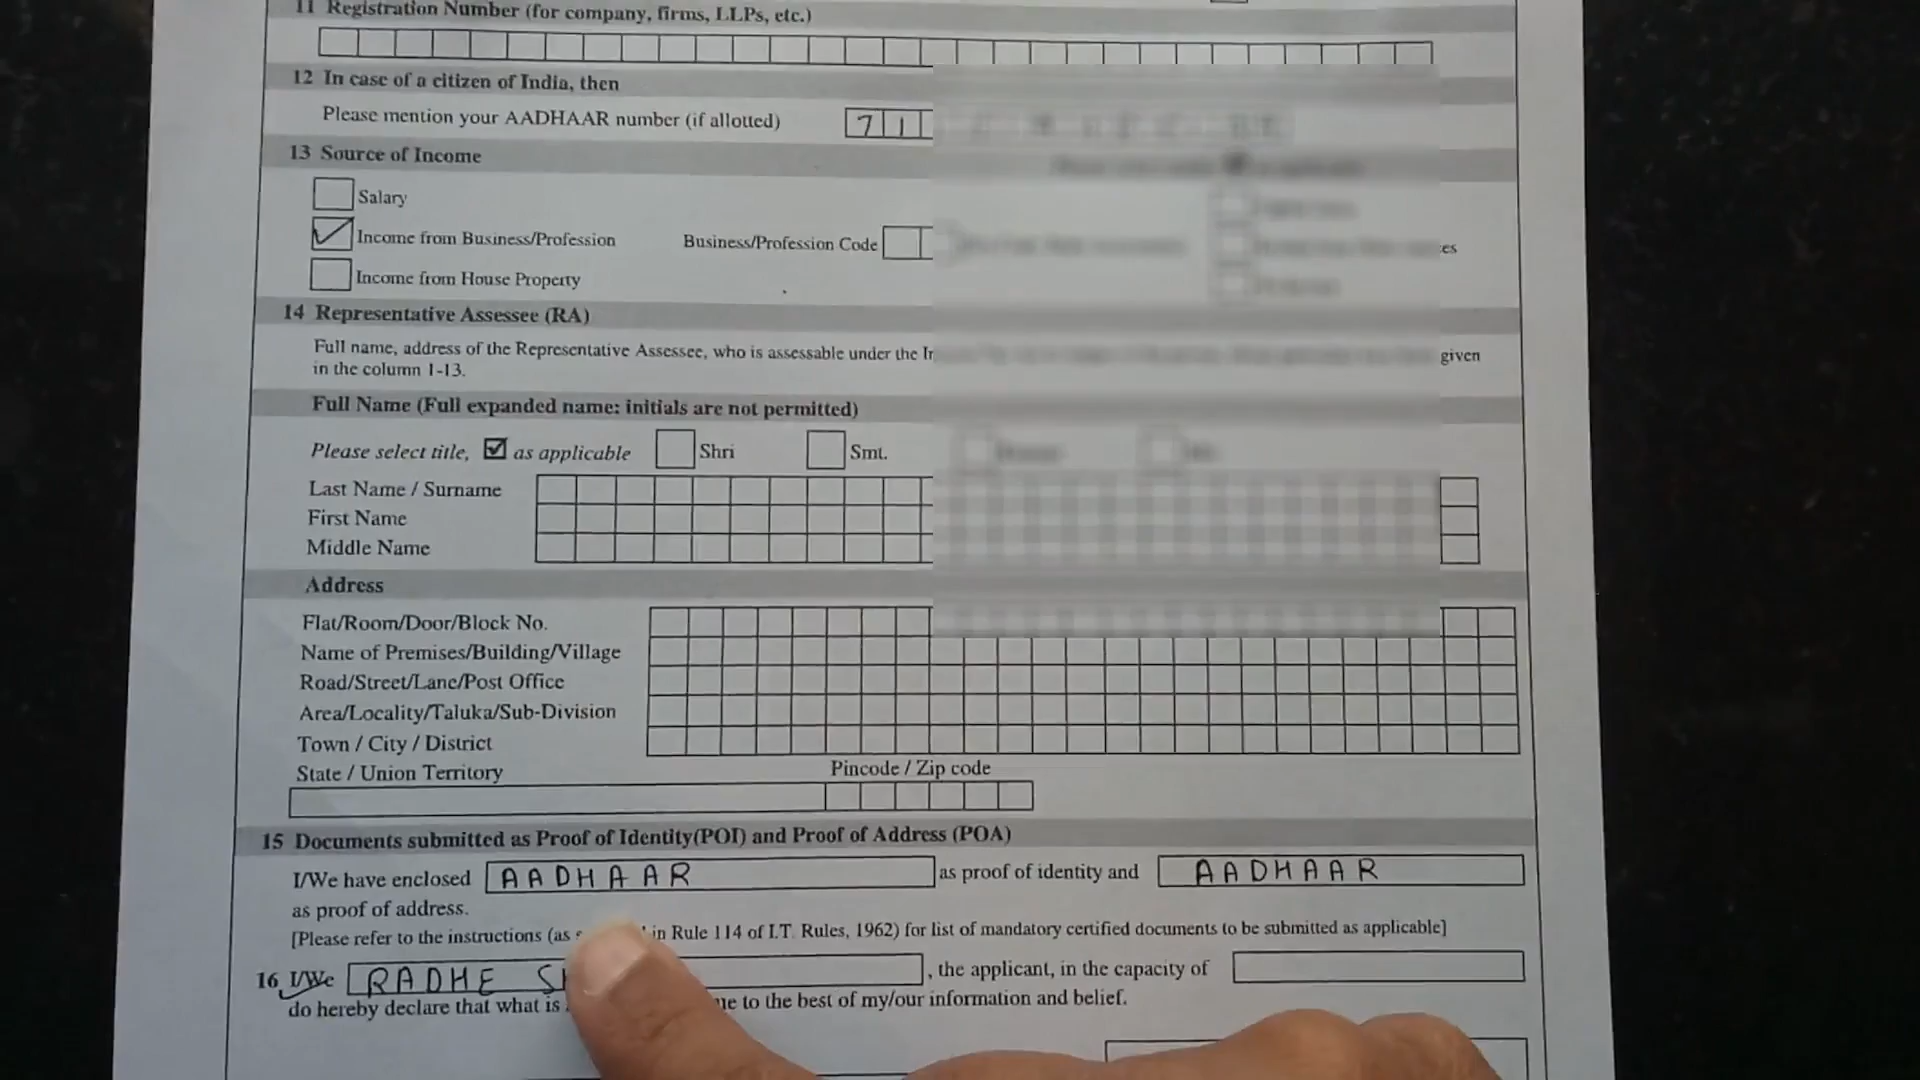 11 Registration Number (for company, firms, LLPs, etc.)
12 In case of a citizen of India, then
Please mention your AADHAAR number (if allotted) 7 1
13 Source of Income
Salary
Income from Business/Profession Business/Profession Code es
Income from House Property
14 Representative Assessee (RA)
Full name, address of the Representative Assessee, who is assessable under the given
in the column 1-13.
Full Name (Full expanded name: initials are not permitted)
Please select title, as applicable Shri Smt.
Last Name / Surname
First Name
Middle Name
Address
Flat/Room/Door/Block No.
Name of Premises/Building/Village
Road/Street/Lane/Post Office
Area/Locality/Taluka/Sub-Division
Town / City / District
State / Union Territory Pincode / Zip code
15 Documents submitted as Proof of Identity(POI) and Proof of Address (POA)
I/We have enclosed AADHAAR as proof of identity and AADHAAR
as proof of address.
[Please refer to the instructions (as in Rule 114 of I.T. Rules, 1962) for list of mandatory certified documents to be submitted as applicable]
16 I/We RADHE , the applicant, in the capacity of
do hereby declare that what is to the best of my/our information and belief.